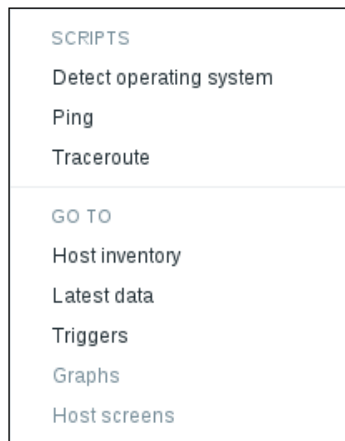 SCRIPTS
Detect operating system
Ping
Traceroute
GO TO
Host inventory
Latest data
Triggers
Graphs
Host screens